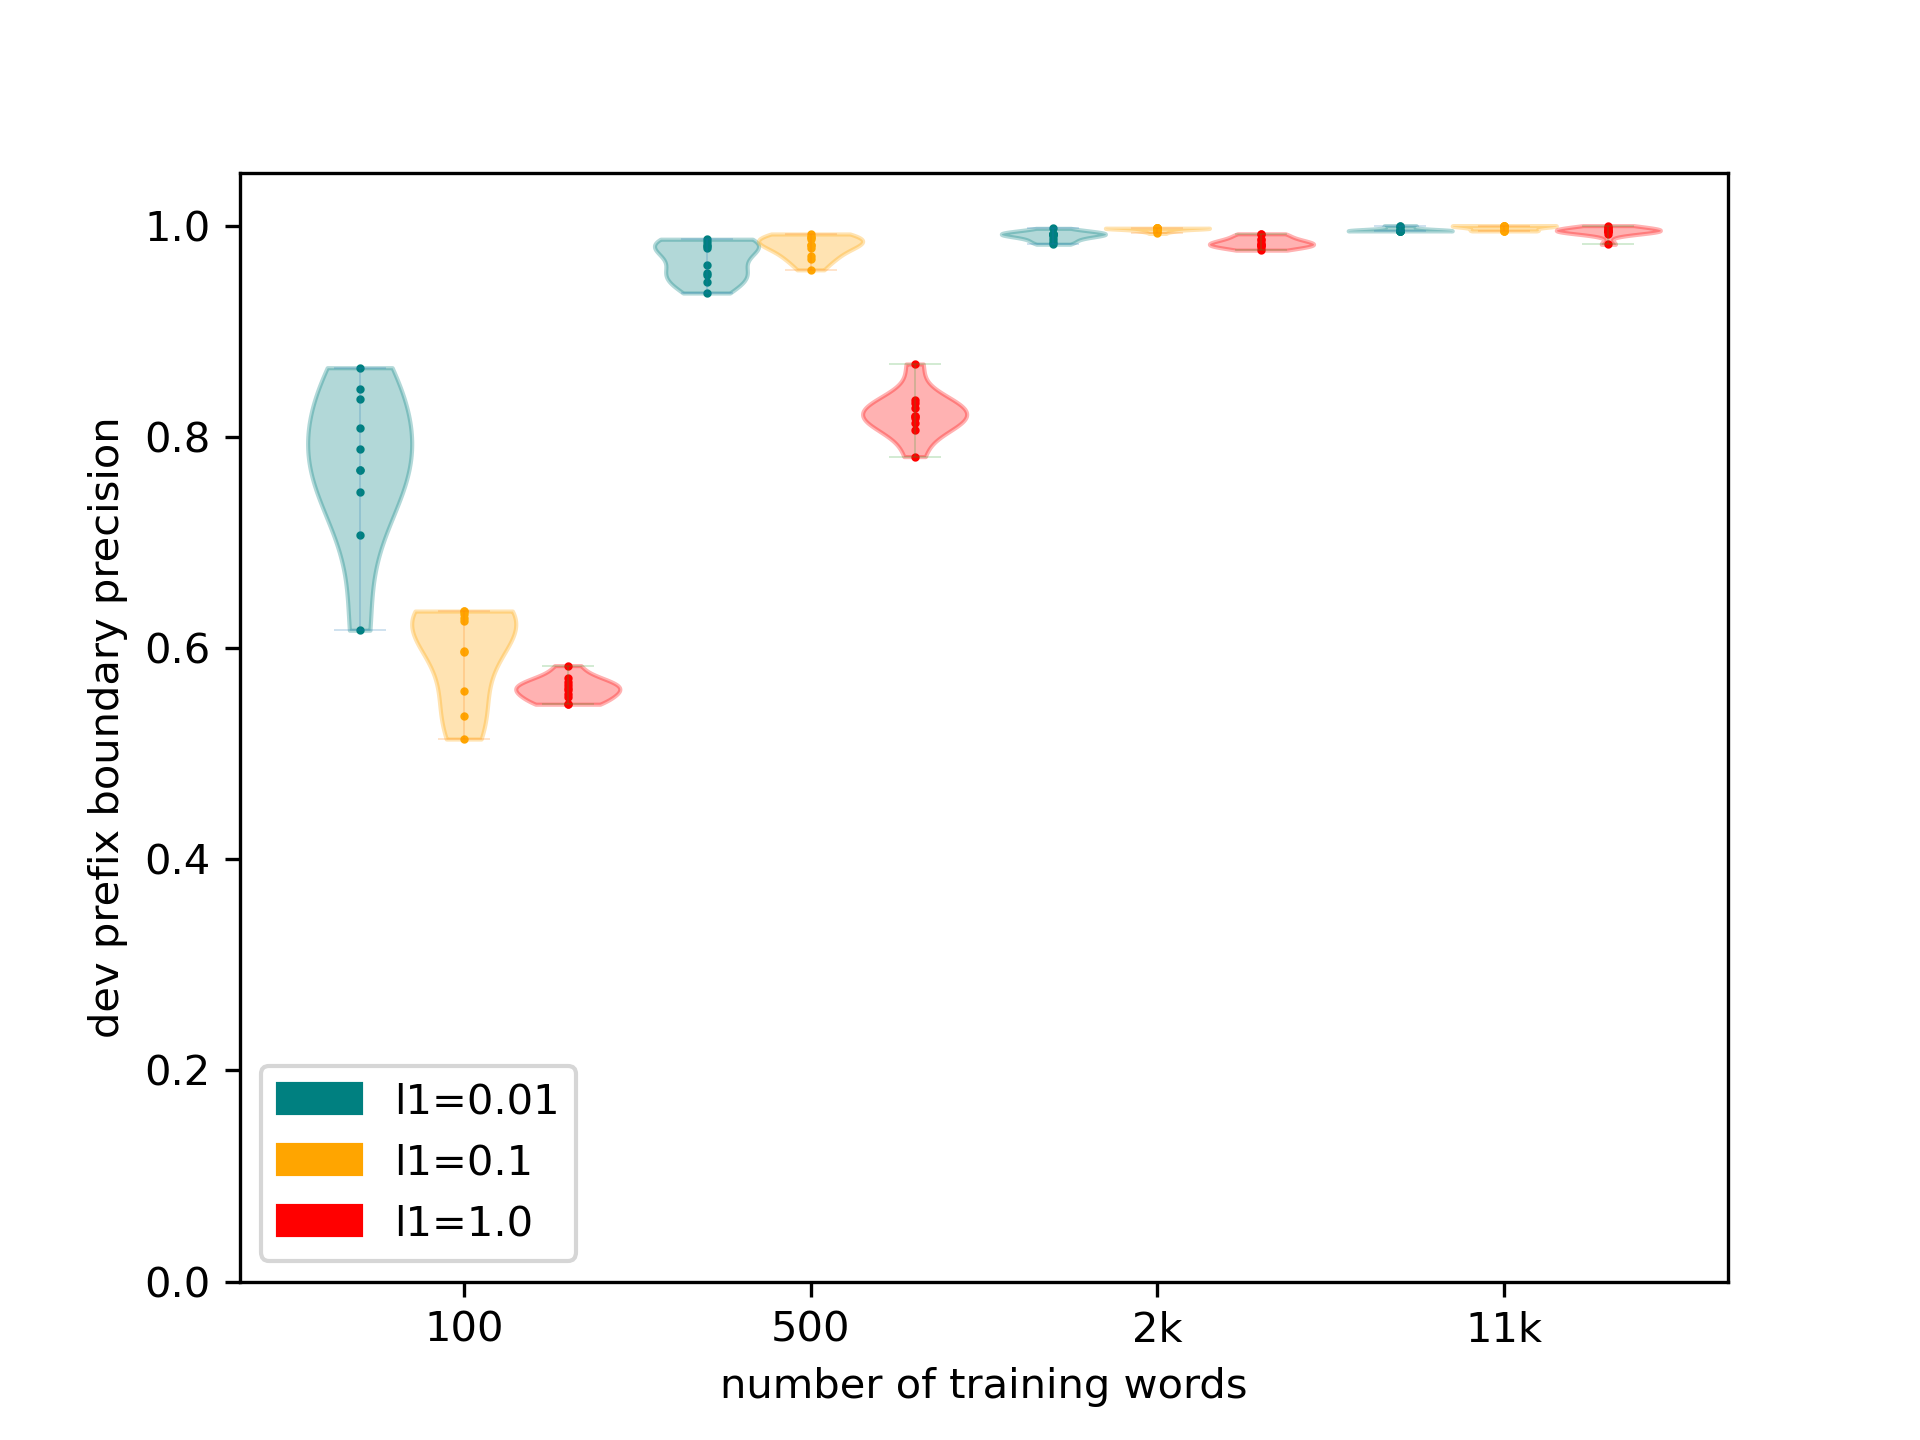 1.0
0.8
0.6
0.4
0.2
0.0
dev prefix boundary precision
l1=0.01
l1=0.1
l1=1.0
100 500 2k 11k
number of training words